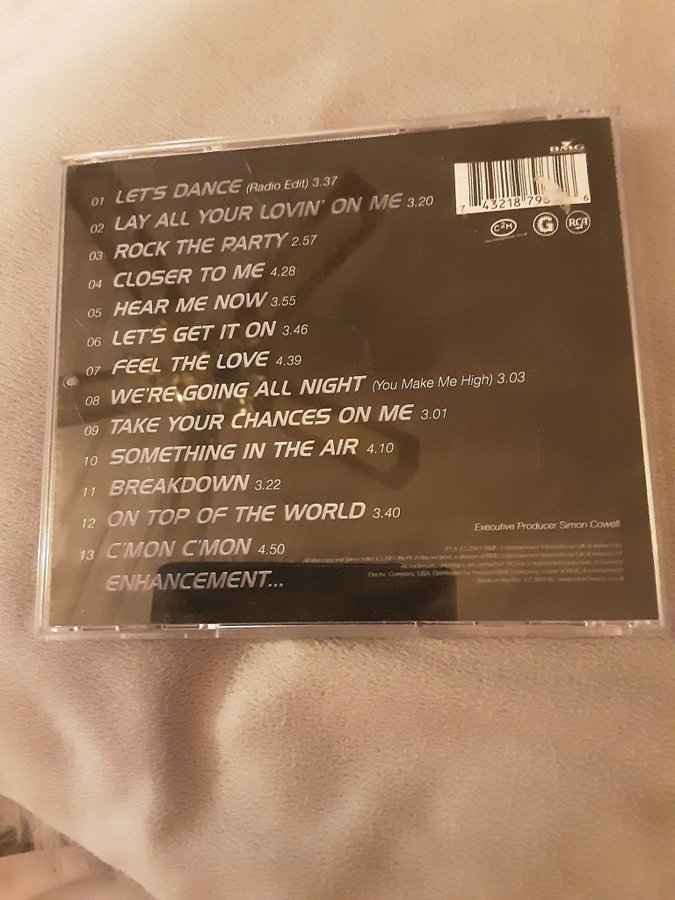 01 LET'S DANCE (Radio Edit) 3.37
02 LAY ALL YOUR LOVIN' ON ME 3.20
03 ROCK THE PARTY 2.57
04 CLOSER TO ME 4.28
05 HEAR ME NOW 3.55
06 LET'S GET IT ON 3.46
07 FEEL THE LOVE 4.39
08 WE'RE GOING ALL NIGHT (You Make Me High) 3.03
09 TAKE YOUR CHANCES ON ME 3.01
10 SOMETHING IN THE AIR 4.10
11 BREAKDOWN 3.22
12 ON TOP OF THE WORLD 3.40
13 C'MON C'MON 4.50
ENHANCEMENT...
BMG
7 43218 6
C2M G RCA
Executive Producer Simon Cowell